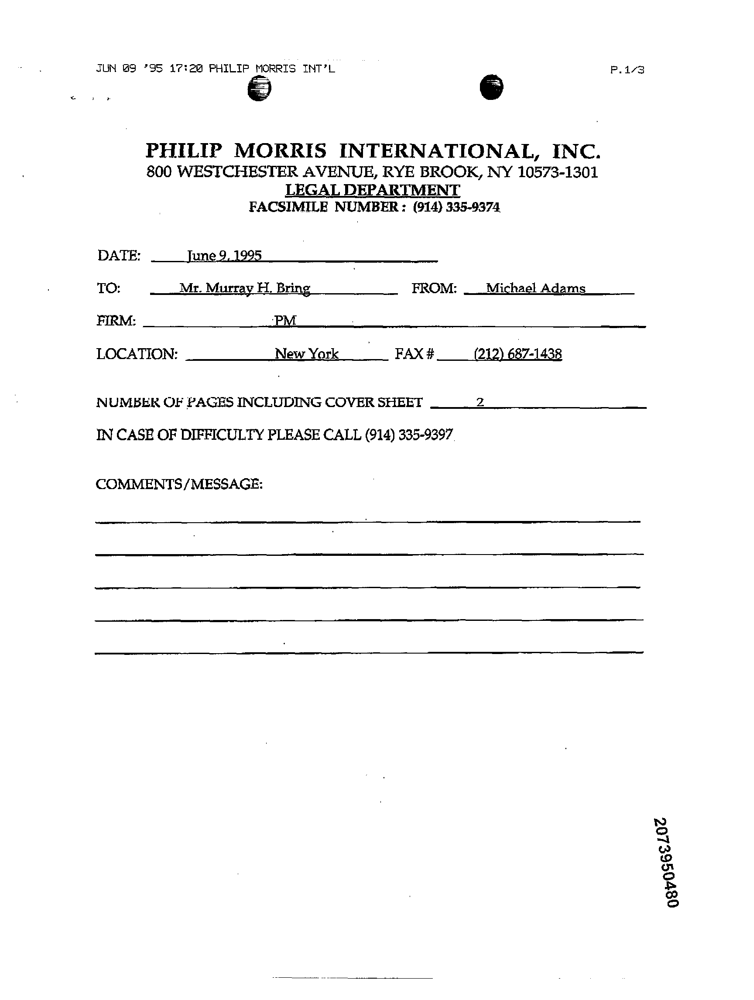 JUN 09 '95 17:20 PHILIP MORRIS INT'L P.1/3
PHILIP MORRIS INTERNATIONAL, INC.
800 WESTCHESTER AVENUE, RYE BROOK, NY 10573-1301
LEGAL DEPARTMENT
FACSIMILE NUMBER : (914) 335-9374
DATE: June 9, 1995
TO: Mr. Murray H. Bring FROM: Michael Adams
FIRM: PM
LOCATION: New York FAX # (212) 687-1438
NUMBER OF PAGES INCLUDING COVER SHEET 2
IN CASE OF DIFFICULTY PLEASE CALL (914) 335-9397
COMMENTS/MESSAGE:
2073950480